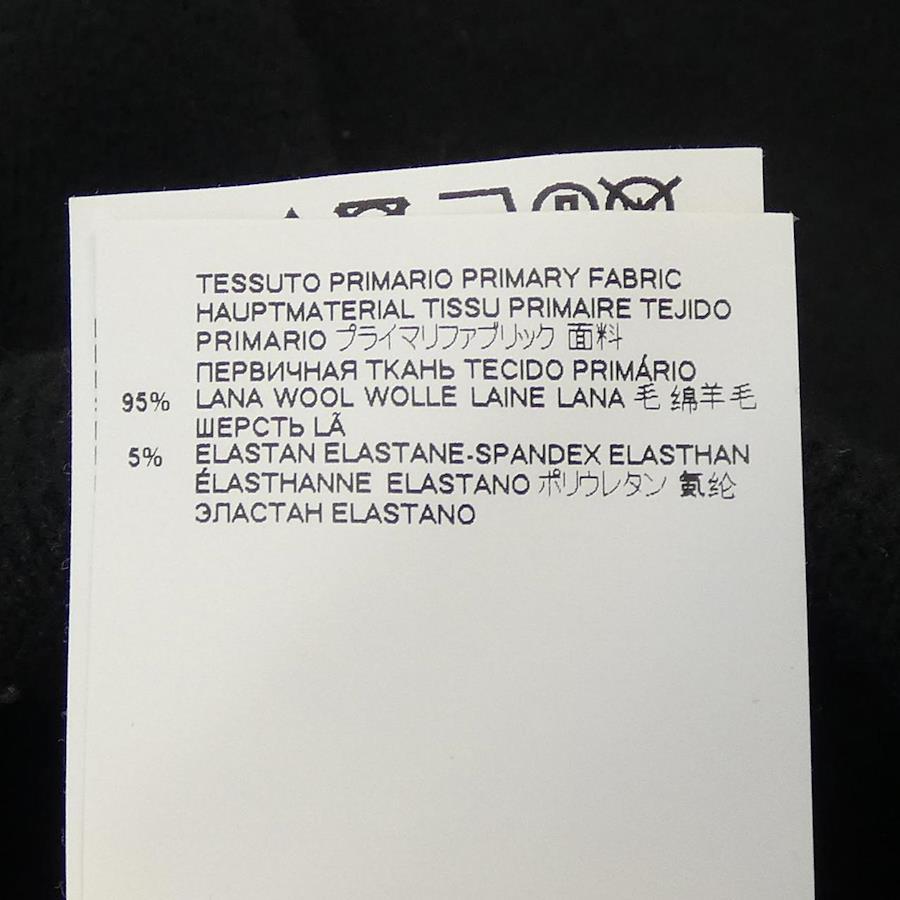 TESSUTO PRIMARIO PRIMARY FABRIC
HAUPTMATERIAL TISSU PRIMAIRE TEJIDO
PRIMARIO プライマリファブリック 面料
ПЕРВИЧНАЯ ТКАНЬ TECIDO PRIMÁRIO
95% LANA WOOL WOLLE LAINE LANA 毛 绵羊毛
ШЕРСТЬ LÃ
5% ELASTAN ELASTANE-SPANDEX ELASTHAN
ÉLASTHANNE ELASTANO ポリウレタン 氨纶
ЭЛАСТАН ELASTANO